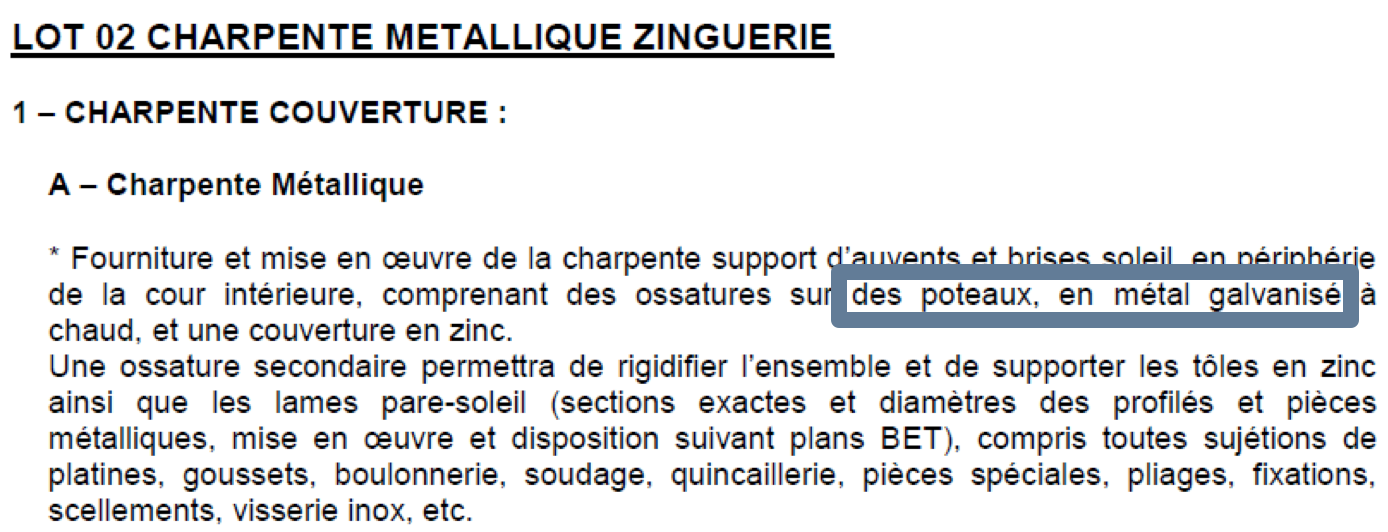 LOT 02 CHARPENTE METALLIQUE ZINGUERIE
1 – CHARPENTE COUVERTURE :
A – Charpente Métallique
* Fourniture et mise en œuvre de la charpente support d'auvents et brises soleil, en périphérie
de la cour intérieure, comprenant des ossatures sur des poteaux, en métal galvanisé à
chaud, et une couverture en zinc.
Une ossature secondaire permettra de rigidifier l'ensemble et de supporter les tôles en zinc
ainsi que les lames pare-soleil (sections exactes et diamètres des profilés et pièces
métalliques, mise en œuvre et disposition suivant plans BET), compris toutes sujétions de
platines, goussets, boulonnerie, soudage, quincaillerie, pièces spéciales, pliages, fixations,
scellements, visserie inox, etc.